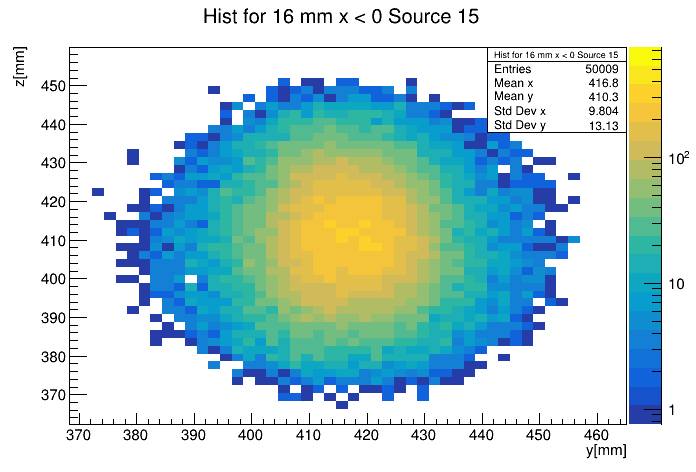 Hist for 16 mm x < 0 Source 15
z[mm]
Hist for 16 mm x < 0 Source 15
Entries 50009
Mean x 416.8
Mean y 410.3
Std Dev x 9.804
Std Dev y 13.13
450
440
430
420
410
400
390
380
370
10²
10
1
370 380 390 400 410 420 430 440 450 460
y[mm]